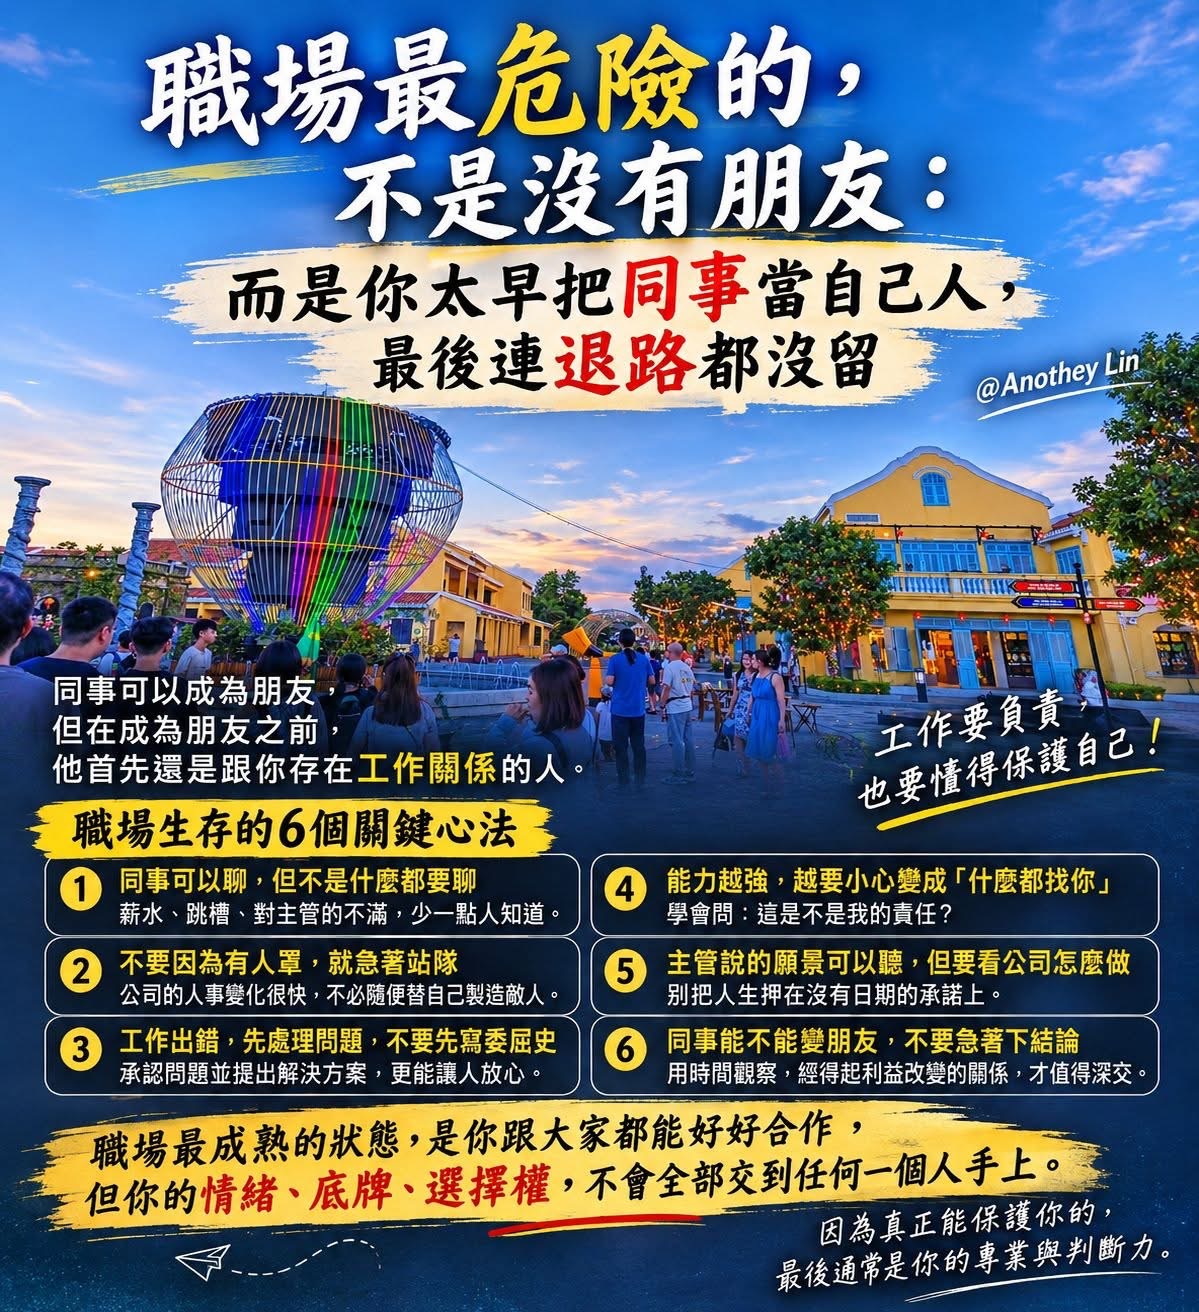 職場最危險的，
不是沒有朋友：
而是你太早把同事當自己人，
最後連退路都沒留
@Anothey Lin
同事可以成為朋友，
但在成為朋友之前，
他首先還是跟你存在工作關係的人。
工作要負責，
也要懂得保護自己！
職場生存的6個關鍵心法
1 同事可以聊，但不是什麼都要聊
薪水、跳槽、對主管的不滿，少一點人知道。
2 不要因為有人罩，就急著站隊
公司的人事變化很快，不必隨便替自己製造敵人。
3 工作出錯，先處理問題，不要先寫委屈史
承認問題並提出解決方案，更能讓人放心。
4 能力越強，越要小心變成「什麼都找你」
學會問：這是不是我的責任？
5 主管說的願景可以聽，但要看公司怎麼做
別把人生押在沒有日期的承諾上。
6 同事能不能變朋友，不要急著下結論
用時間觀察，經得起利益改變的關係，才值得深交。
職場最成熟的狀態，是你跟大家都能好好合作，
但你的情緒、底牌、選擇權，不會全部交到任何一個人手上。
因為真正能保護你的，
最後通常是你的專業與判斷力。